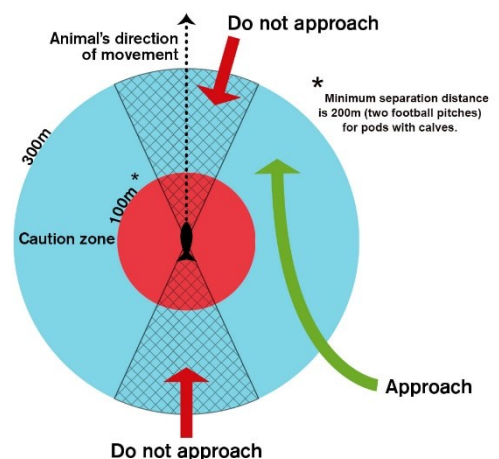 Animal's direction
of movement
Do not approach
*
Minimum separation distance
is 200m (two football pitches)
for pods with calves.
300m
100m*
Caution zone
Approach
Do not approach